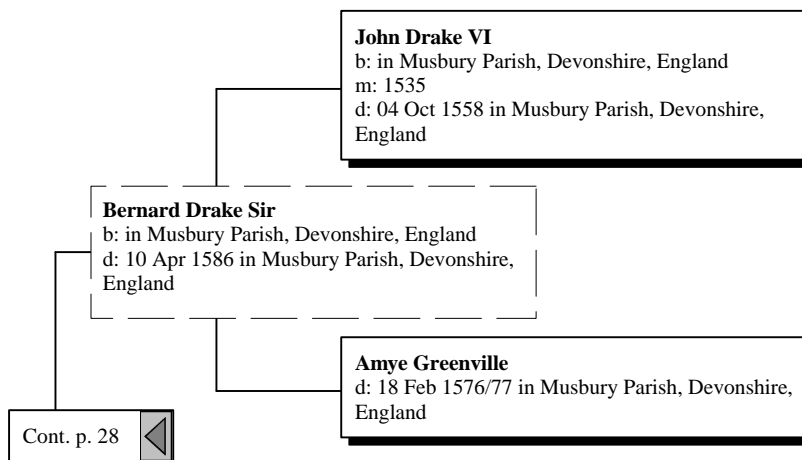 John Drake VI
b: in Musbury Parish, Devonshire, England
m: 1535
d: 04 Oct 1558 in Musbury Parish, Devonshire,
England
Bernard Drake Sir
b: in Musbury Parish, Devonshire, England
d: 10 Apr 1586 in Musbury Parish, Devonshire,
England
Amye Greenville
d: 18 Feb 1576/77 in Musbury Parish, Devonshire,
England
Cont. p. 28